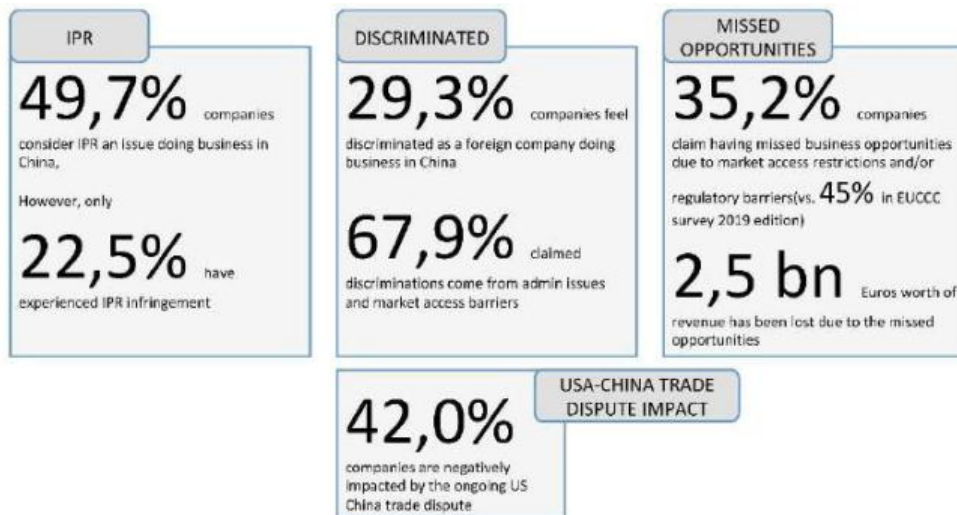 IPR
49,7% companies
consider IPR an issue doing business in
China,
However, only
22,5% have
experienced IPR infringement
DISCRIMINATED
29,3% companies feel
discriminated as a foreign company doing
business in China
67,9% claimed
discriminations come from admin issues
and market access barriers
MISSED
OPPORTUNITIES
35,2% companies
claim having missed business opportunities
due to market access restrictions and/or
regulatory barriers(vs. 45% in EUCCC
survey 2019 edition)
2,5 bn Euros worth of
revenue has been lost due to the missed
opportunities
USA-CHINA TRADE
DISPUTE IMPACT
42,0%
companies are negatively
impacted by the ongoing US
China trade dispute